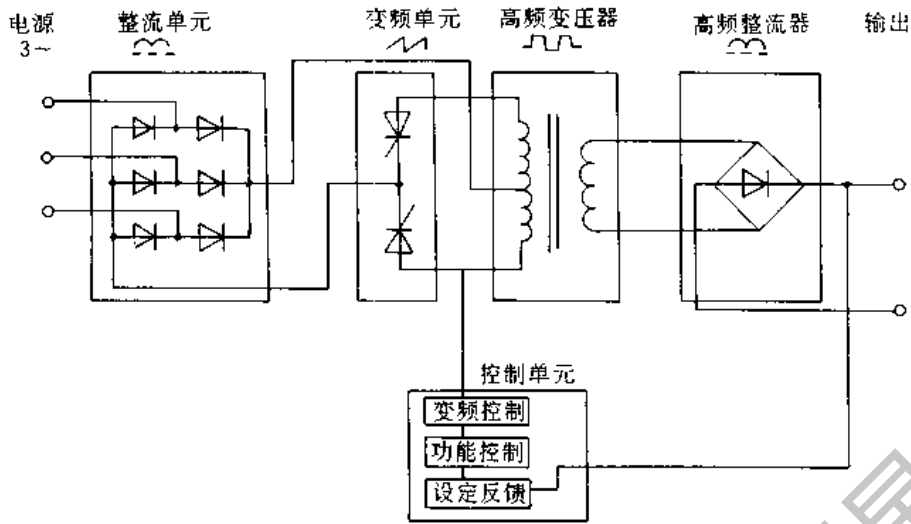 电源 整流单元 变频单元 高频变压器 高频整流器 输出
3~
控制单元
变频控制
功能控制
设定反馈